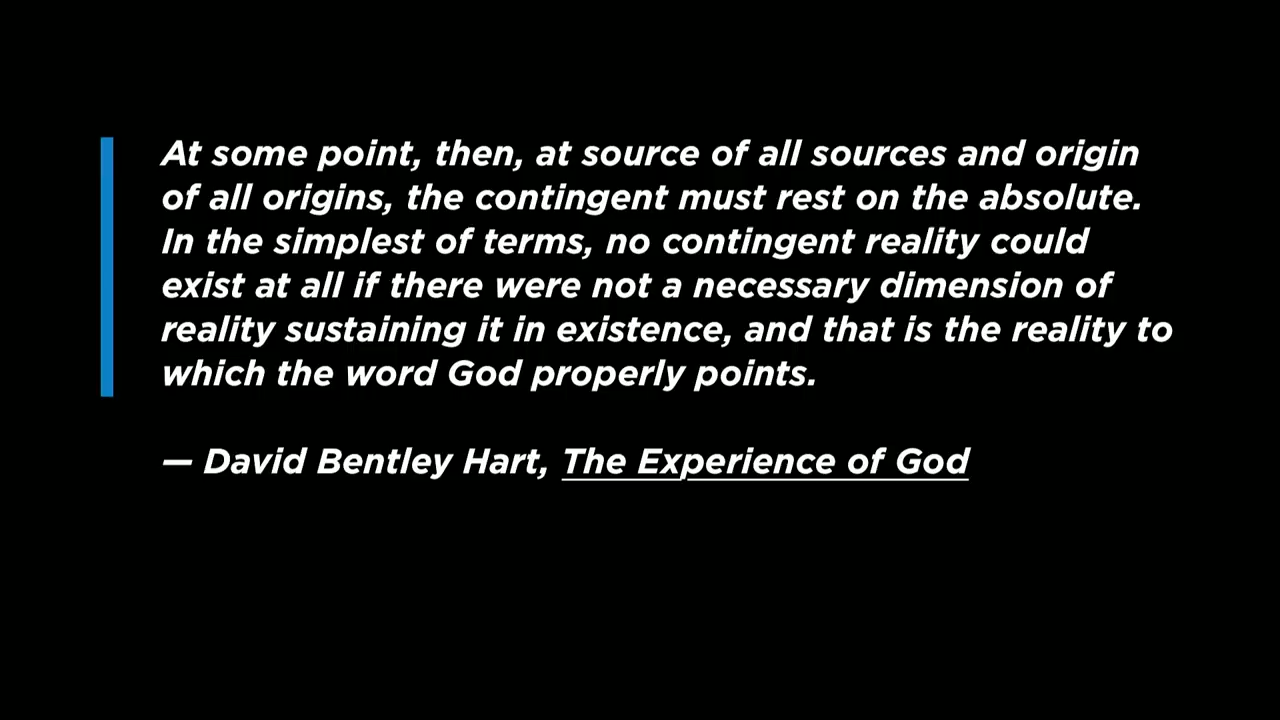 At some point, then, at source of all sources and origin
of all origins, the contingent must rest on the absolute.
In the simplest of terms, no contingent reality could
exist at all if there were not a necessary dimension of
reality sustaining it in existence, and that is the reality to
which the word God properly points.
— David Bentley Hart, The Experience of God